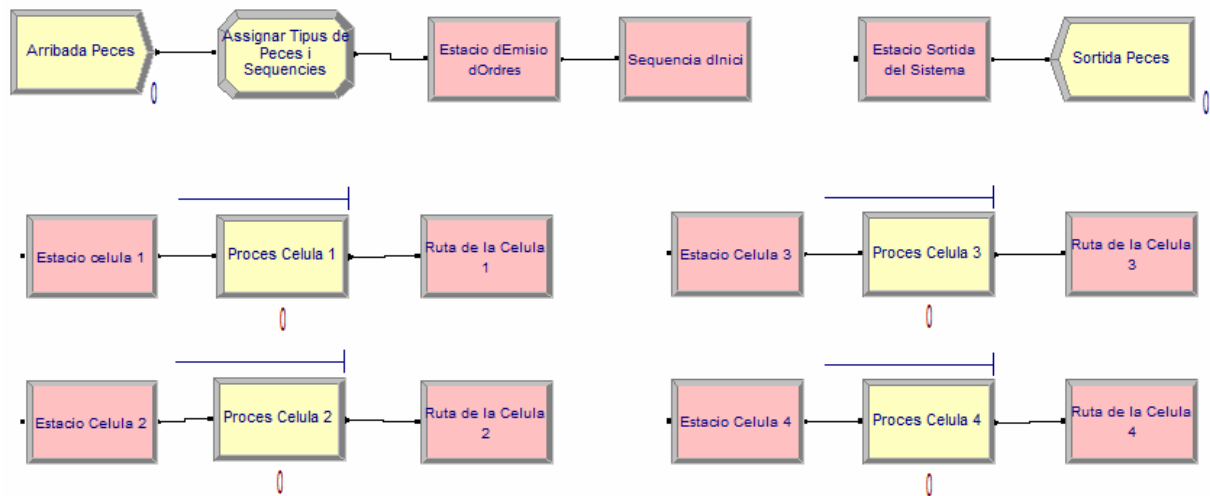 Arribada Peces
Assignar Tipus de
Peces i
Sequencies
Estacio dEmisio
dOrdres
Sequencia dInici
Estacio Sortida
del Sistema
Sortida Peces
0
0
Estacio celula 1
Proces Celula 1
Ruta de la Celula
1
0
Estacio Celula 3
Proces Celula 3
Ruta de la Celula
3
0
Estacio Celula 2
Proces Celula 2
Ruta de la Celula
2
0
Estacio Celula 4
Proces Celula 4
Ruta de la Celula
4
0